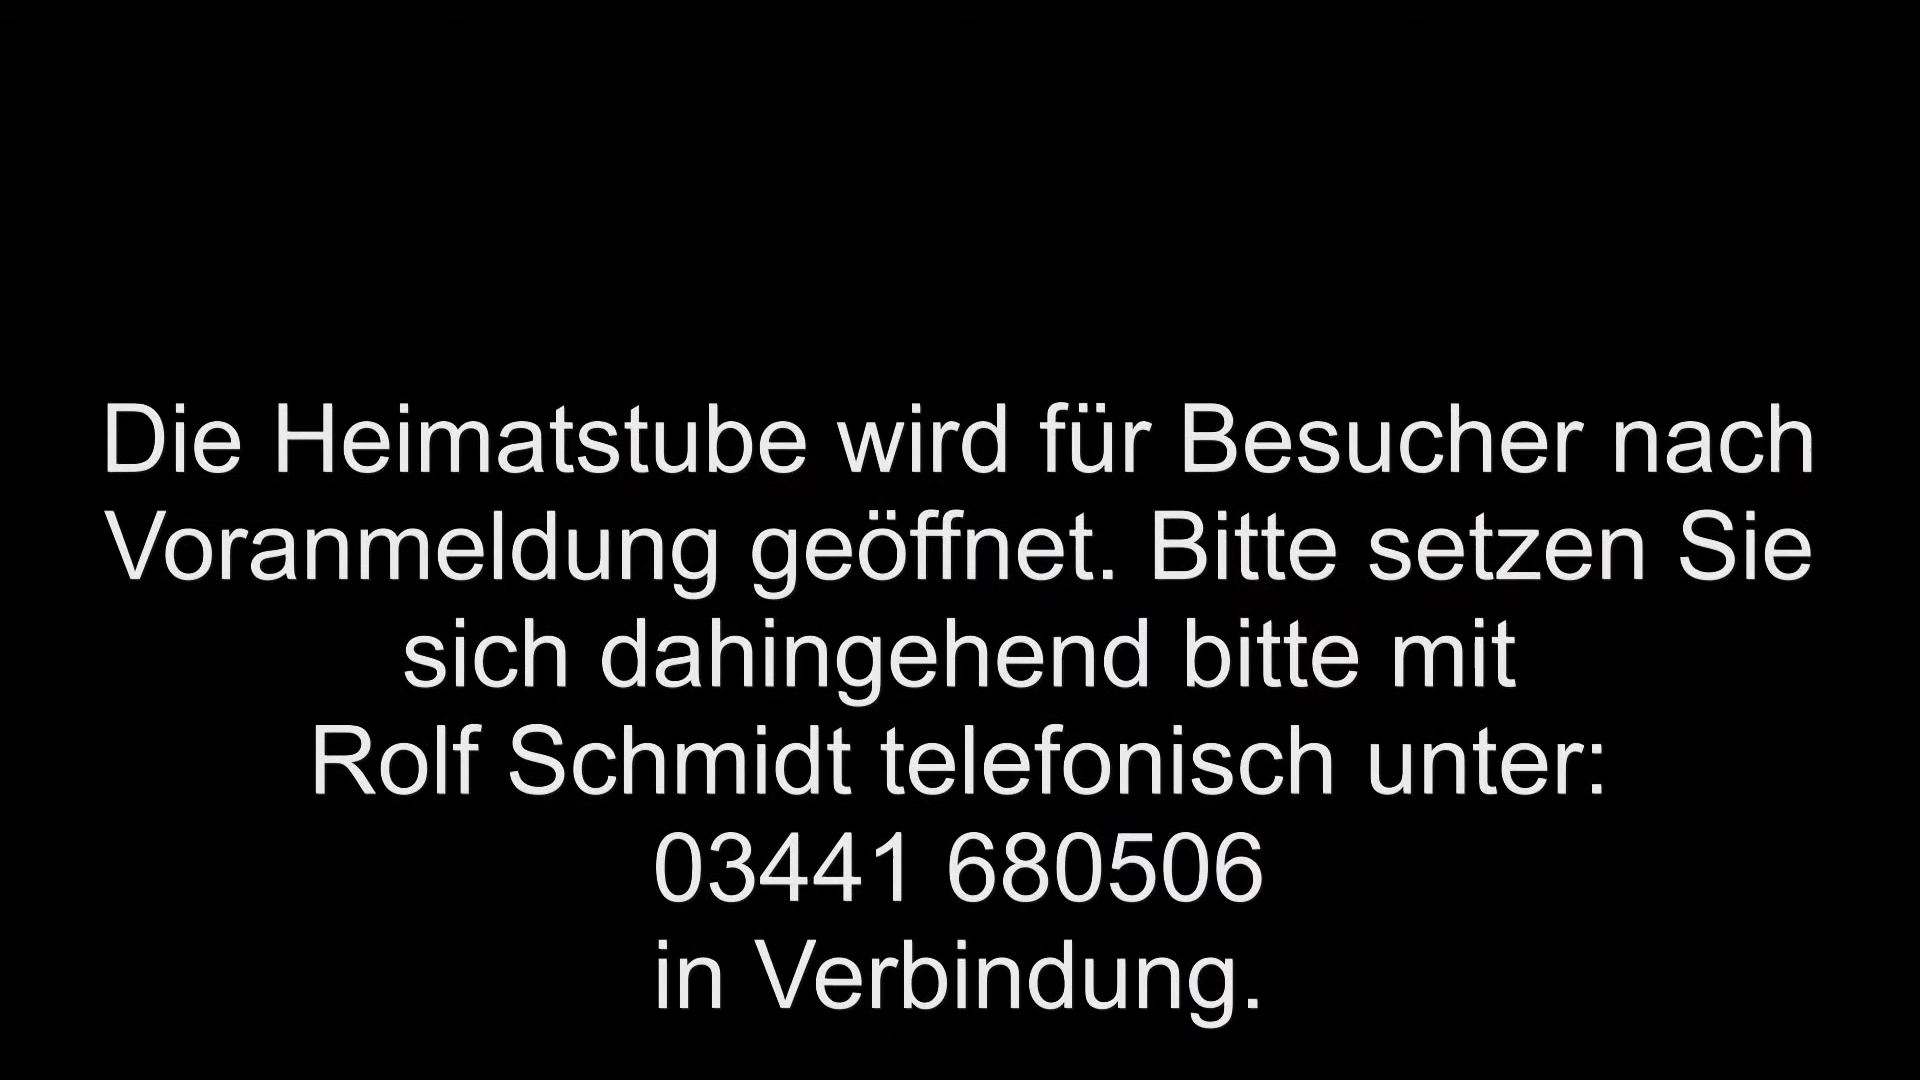 Die Heimatstube wird für Besucher nach
Voranmeldung geöffnet. Bitte setzen Sie
sich dahingehend bitte mit
Rolf Schmidt telefonisch unter:
03441 680506
in Verbindung.